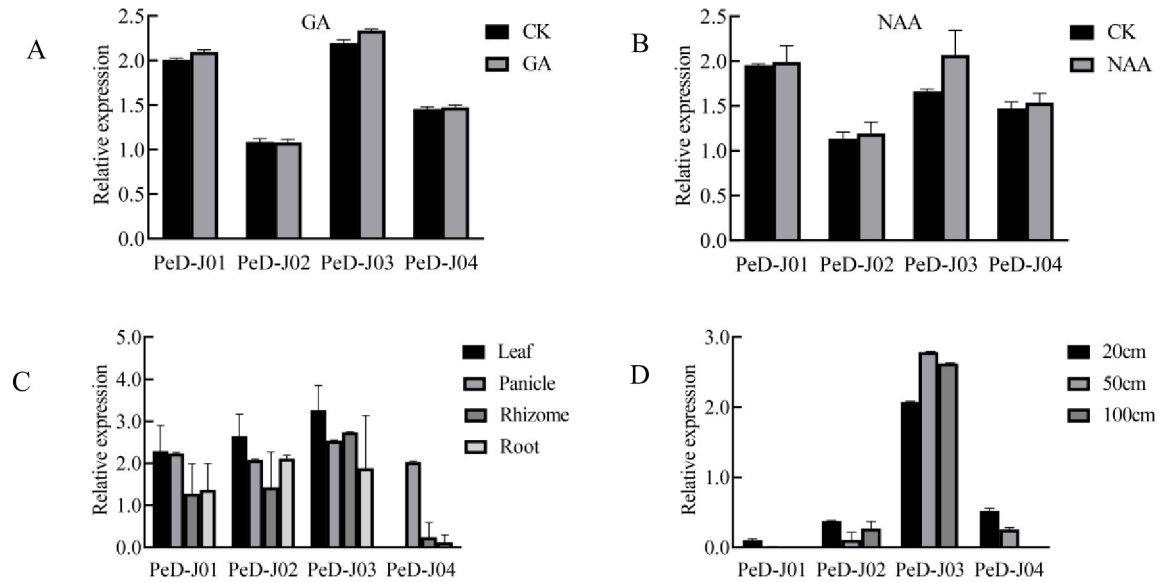 A
GA
Relative expression
2.5
2.0
1.5
1.0
0.5
0.0
PeD-J01 PeD-J02 PeD-J03 PeD-J04
CK
GA
B
NAA
Relative expression
2.5
2.0
1.5
1.0
0.5
0.0
PeD-J01 PeD-J02 PeD-J03 PeD-J04
CK
NAA
C
Relative expression
5.0
4.0
3.0
2.0
1.0
0.0
PeD-J01 PeD-J02 PeD-J03 PeD-J04
Leaf
Panicle
Rhizome
Root
D
Relative expression
3.0
2.0
1.0
0.0
PeD-J01 PeD-J02 PeD-J03 PeD-J04
20cm
50cm
100cm